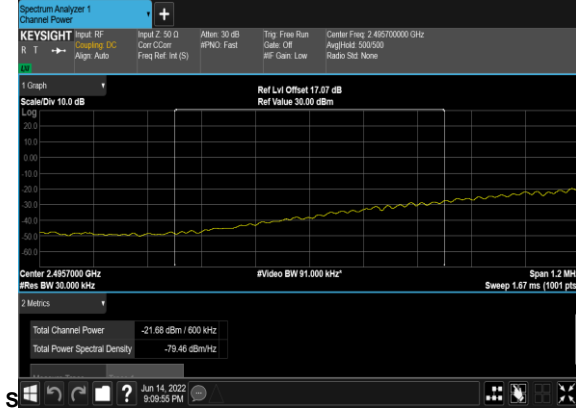 Spectrum Analyzer 1
Channel Power
+
KEYSIGHT Input: RF
R T Coupling: DC
Align: Auto
LXI
Input Z: 50 Ω
Corr CCorr
Freq Ref: Int (S)
Atten: 30 dB
#PNO: Fast
Trig: Free Run
Gate: Off
#IF Gain: Low
Center Freq: 2.495700000 GHz
Avg|Hold: 500/500
Radio Std: None
1 Graph
Scale/Div 10.0 dB
Ref Lvl Offset 17.07 dB
Ref Value 30.00 dBm
Log
20.0
10.0
0.00
-10.0
-20.0
-30.0
-40.0
-50.0
-60.0
Center 2.4957000 GHz
#Res BW 30.000 kHz
#Video BW 91.000 kHz*
Span 1.2 MH
Sweep 1.67 ms (1001 pts
2 Metrics
Total Channel Power -21.68 dBm / 600 kHz
Total Power Spectral Density -79.46 dBm/Hz
S
?
Jun 14, 2022
9:09:55 PM